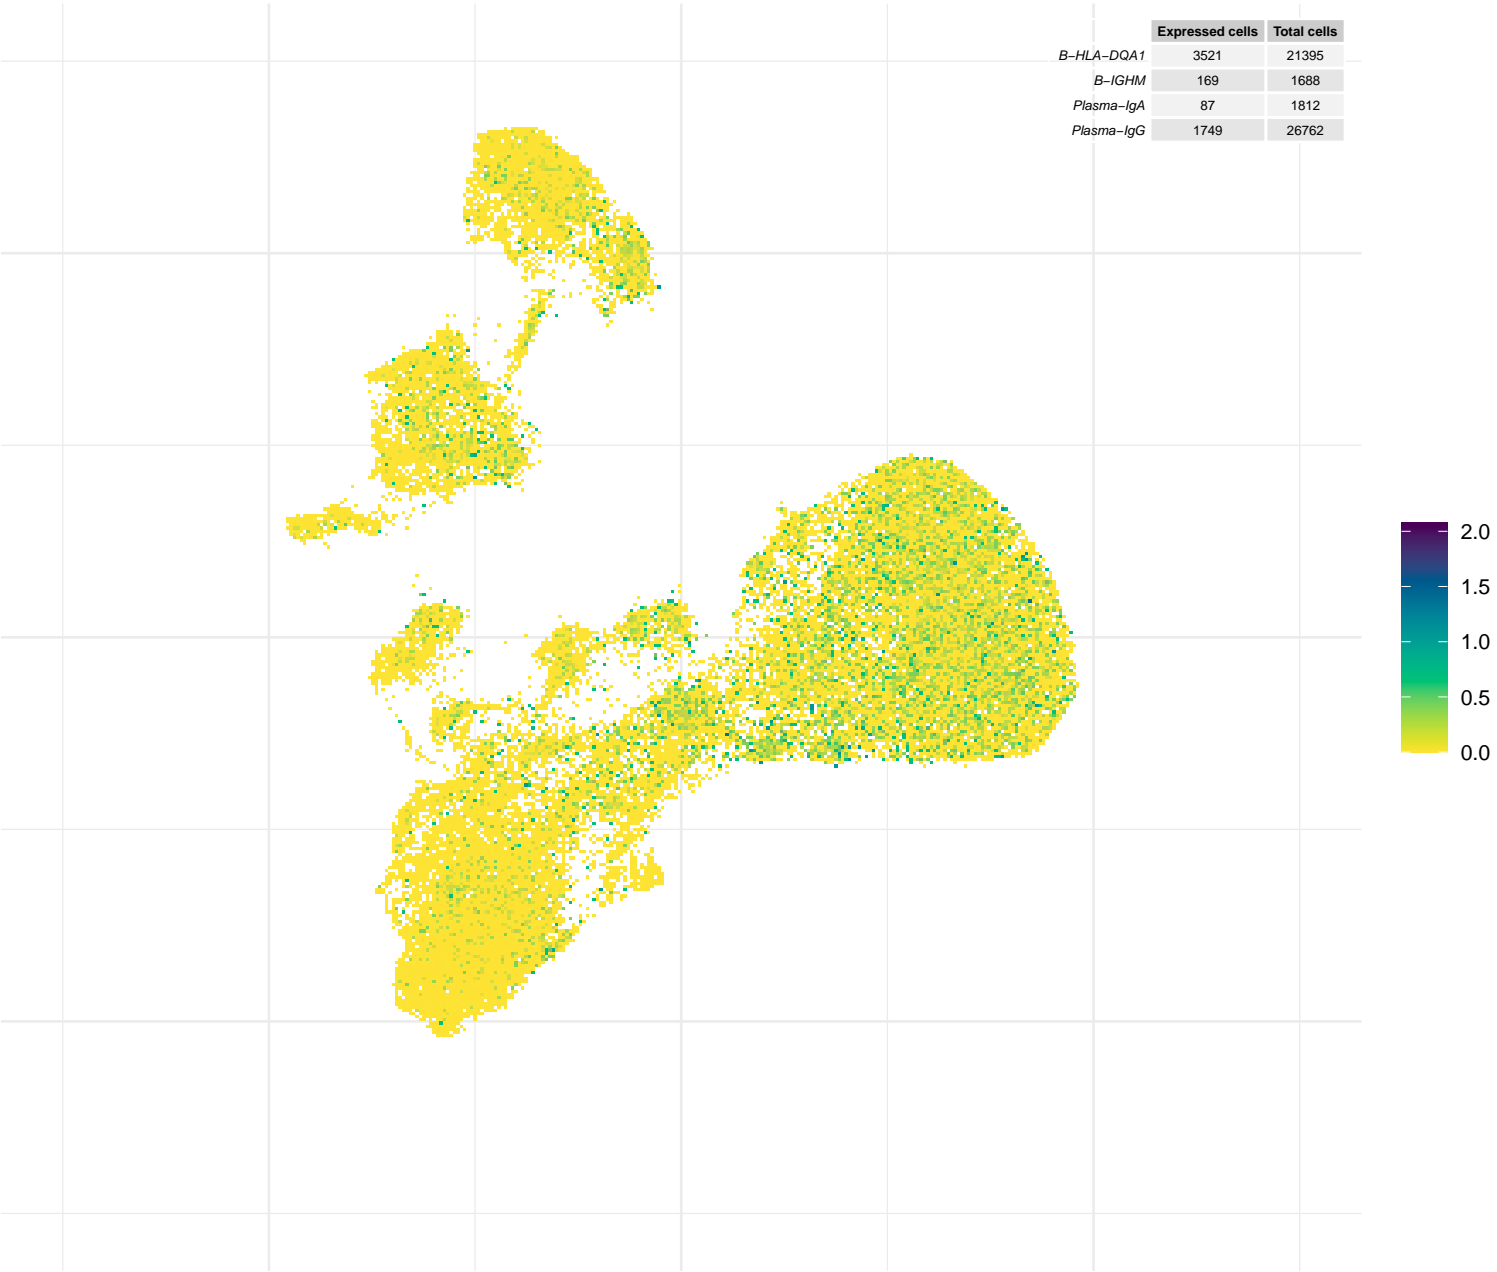 Expressed cells Total cells
B−HLA−DQA1 3521 21395
B−IGHM 169 1688
Plasma−IgA 87 1812
Plasma−IgG 1749 26762
2.0
1.5
1.0
0.5
0.0